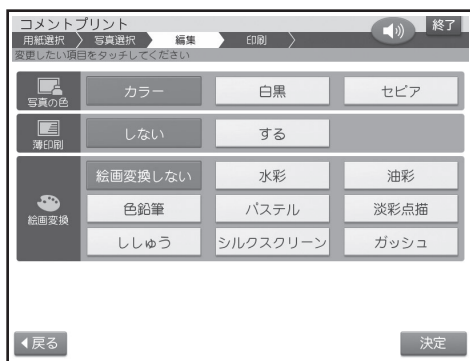 コメントプリント
終了
用紙選択 写真選択 編集 印刷
変更したい項目をタッチしてください
写真の色 カラー 白黒 セピア
薄印刷 しない する
絵画変換 絵画変換しない 水彩 油彩
色鉛筆 パステル 淡彩点描
ししゅう シルクスクリーン ガッシュ
戻る 決定